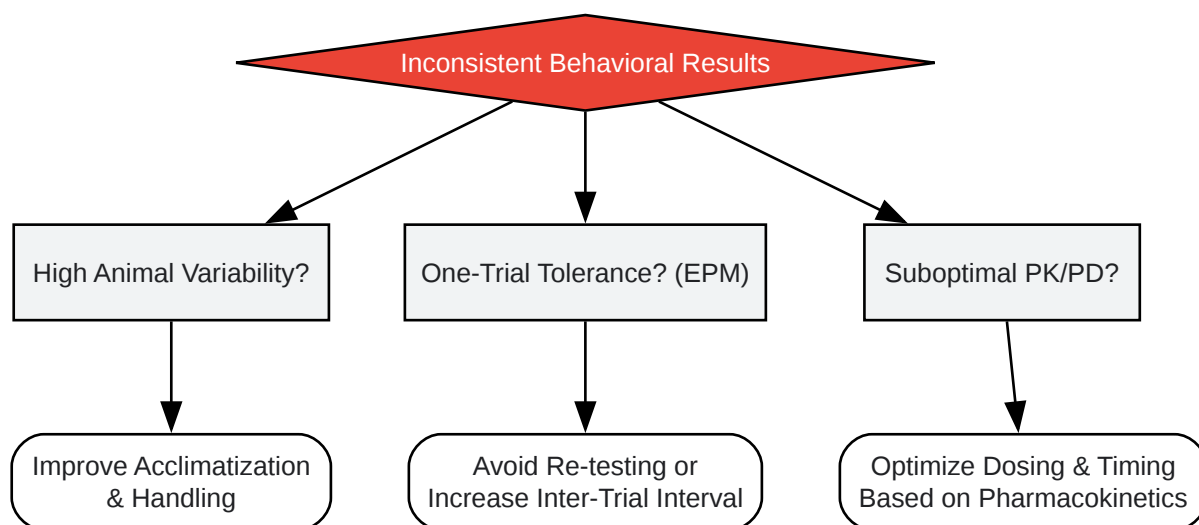 Inconsistent Behavioral Results
High Animal Variability?
One-Trial Tolerance? (EPM)
Suboptimal PK/PD?
Improve Acclimatization
& Handling
Avoid Re-testing or
Increase Inter-Trial Interval
Optimize Dosing & Timing
Based on Pharmacokinetics